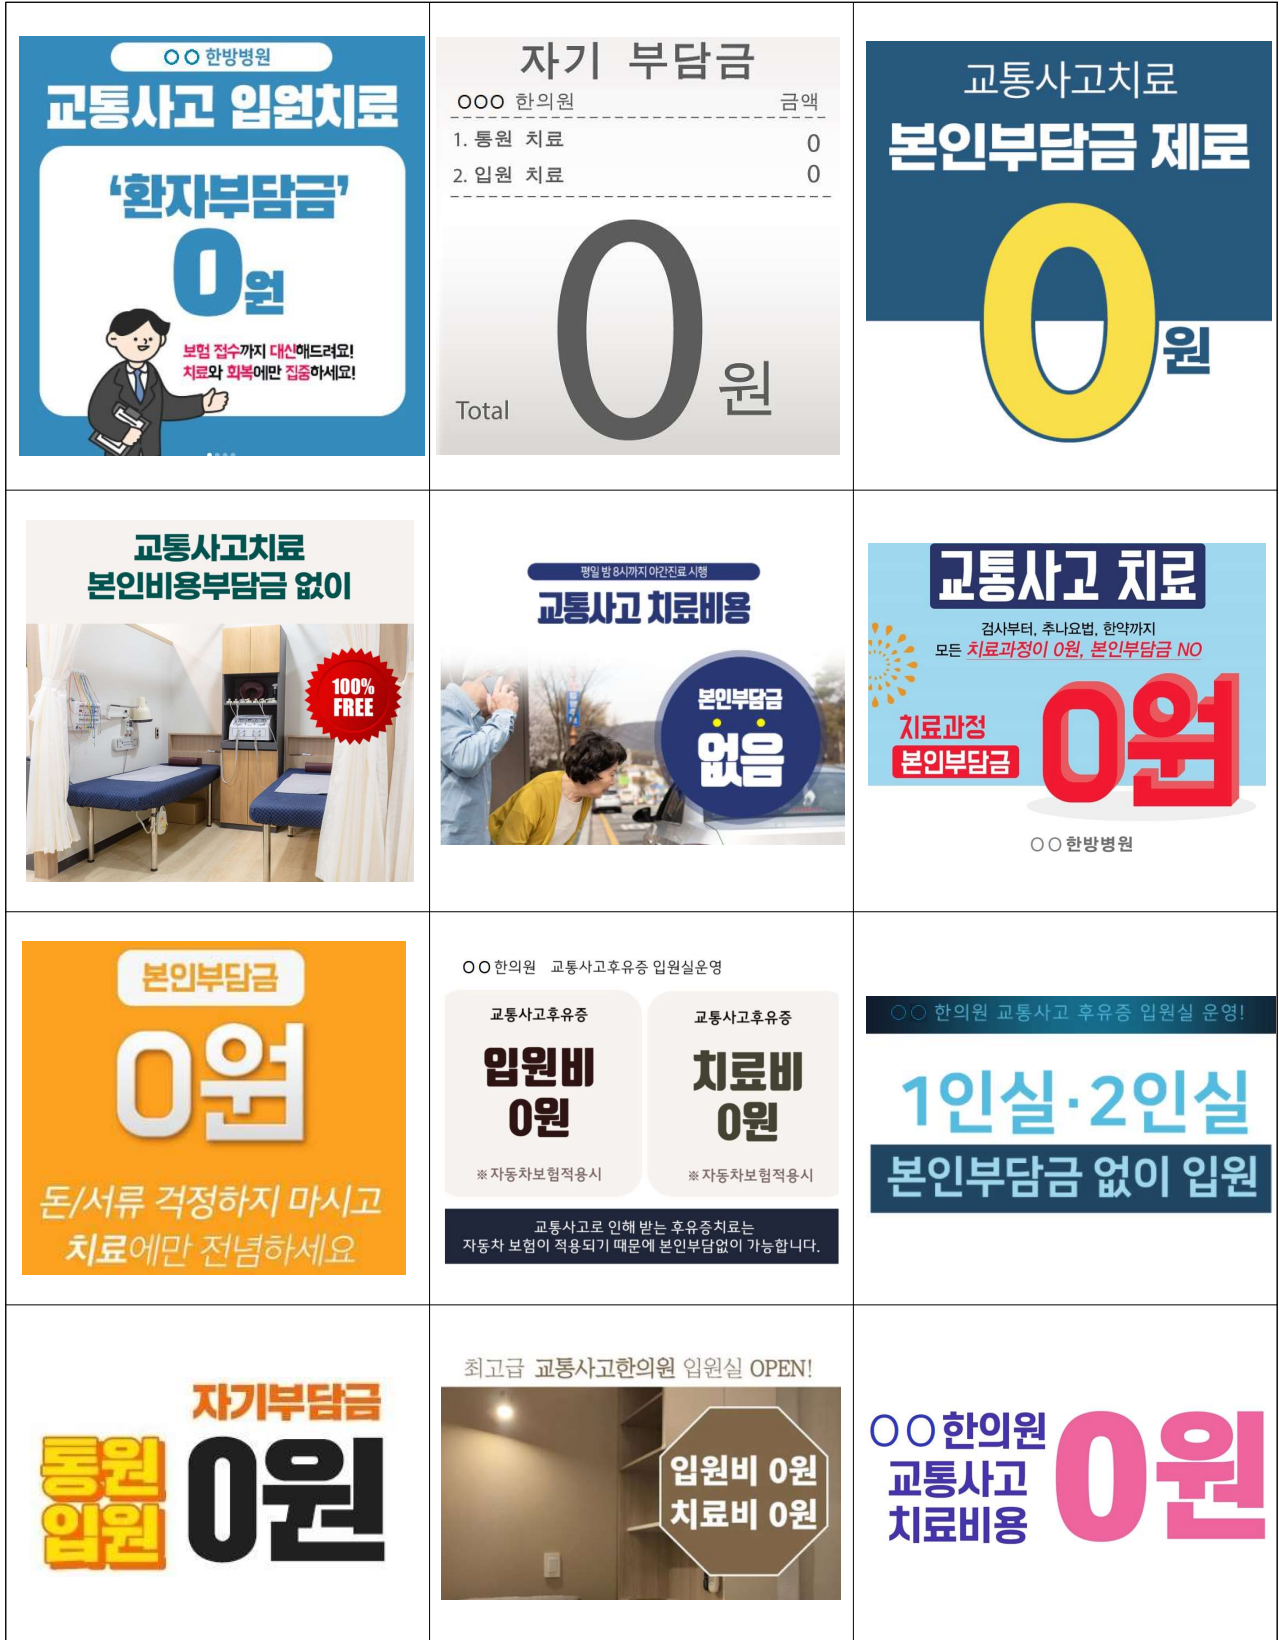 〇〇한방병원
교통사고 입원치료
‘환자부담금’
0원
보험 접수까지 대신해드려요!
치료와 회복에만 집중하세요!
자기 부담금
OOO 한의원 금액
1. 통원 치료 0
2. 입원 치료 0
0원
Total
교통사고치료
본인부담금 제로
0원
교통사고치료
본인비용부담금 없이
100%
FREE
평일 밤 8시까지 야간진료 시행
교통사고 치료비용
본인부담금
없음
교통사고 치료
검사부터, 추나요법, 한약까지
모든 치료과정이 0원, 본인부담금 NO
치료과정
본인부담금
0원
〇〇한방병원
본인부담금
0원
돈/서류 걱정하지 마시고
치료에만 전념하세요
〇〇한의원 교통사고후유증 입원실운영
교통사고후유증
입원비
0원
※자동차보험적용시
교통사고후유증
치료비
0원
※자동차보험적용시
교통사고로 인해 받는 후유증치료는
자동차 보험이 적용되기 때문에 본인부담없이 가능합니다.
〇〇 한의원 교통사고 후유증 입원실 운영!
1인실·2인실
본인부담금 없이 입원
자기부담금
통원
입원
0원
최고급 교통사고한의원 입원실 OPEN!
입원비 0원
치료비 0원
〇〇한의원
교통사고
치료비용
0원